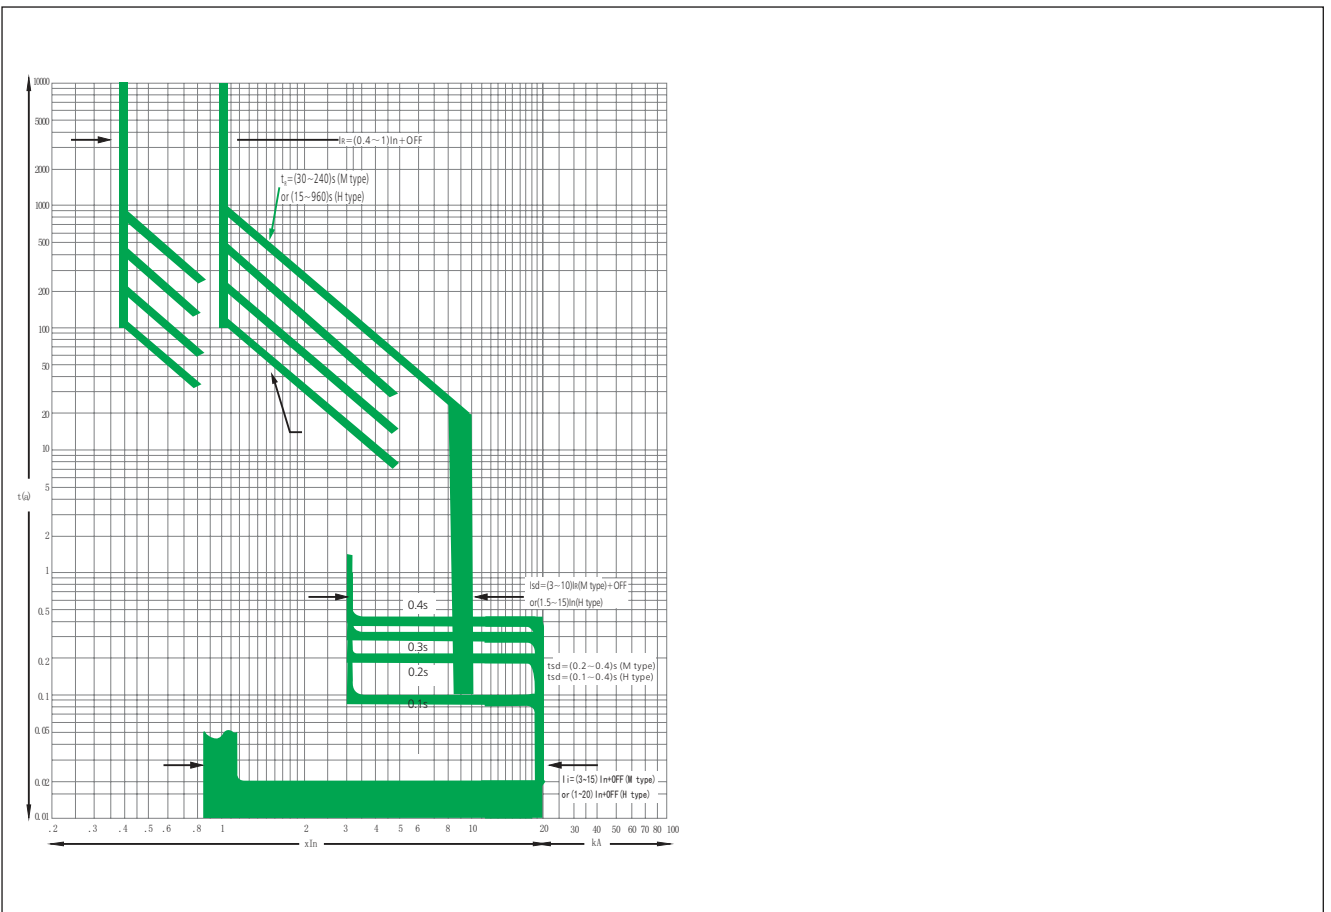 10000
5000
IR=(0.4～1)In+OFF
2000
ts=(30~240)s (M type)
or (15~960)s (H type)
1000
500
200
100
50
20
10
5
t(a)
2
1
Isd=(3~10)IR(M type)+OFF
or(1.5~15)In(H type)
0.4s
0.5
0.3s
0.2
tsd=(0.2~0.4)s (M type)
0.2s
tsd=(0.1~0.4)s (H type)
0.1
0.1s
0.05
0.02
Ii=(3~15)In+OFF(M type)
or (1~20)In+OFF(H type)
0.01
.2 .3 .4 .5 .6 .8 1 2 3 4 5 6 8 10 20 30 40 50 60 70 80 100
xIn kA